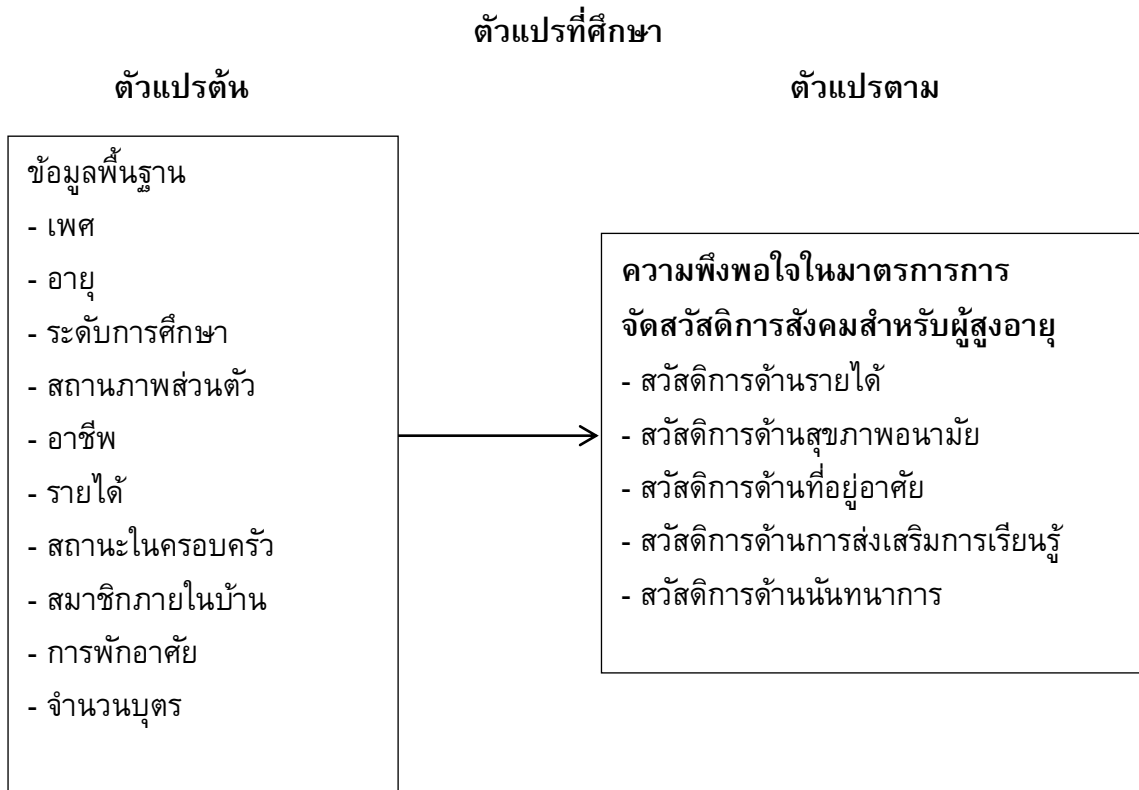 ตัวแปรที่ศึกษา
ตัวแปรต้น
ตัวแปรตาม
ข้อมูลพื้นฐาน
- เพศ
- อายุ
- ระดับการศึกษา
- สถานภาพส่วนตัว
- อาชีพ
- รายได้
- สถานะในครอบครัว
- สมาชิกภายในบ้าน
- การพักอาศัย
- จำนวนบุตร
ความพึงพอใจในมาตรการการ
จัดสวัสดิการสังคมสำหรับผู้สูงอายุ
- สวัสดิการด้านรายได้
- สวัสดิการด้านสุขภาพอนามัย
- สวัสดิการด้านที่อยู่อาศัย
- สวัสดิการด้านการส่งเสริมการเรียนรู้
- สวัสดิการด้านนันทนาการ